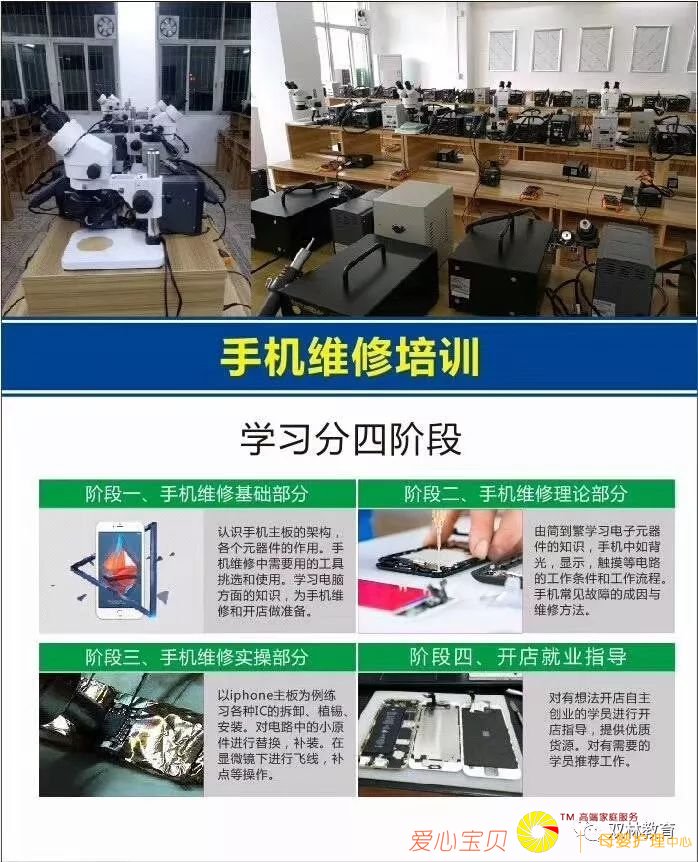 手机维修培训
学习分四阶段
阶段一、手机维修基础部分
认识手机主板的架构，
各个元器件的作用。手
机维修中需要用的工具
挑选和使用。学习电脑
方面的知识，为手机维
修和开店做准备。
阶段二、手机维修理论部分
由简到繁学习电子元器
件的知识，手机中如背
光，显示，触摸等电路
的工作条件和工作流程。
手机常见故障的成因与
维修方法。
阶段三、手机维修实操部分
以iphone主板为例练
习各种IC的拆卸、植锡、
安装。对电路中的小原
件进行替换，补装。在
显微镜下进行飞线，补
点等操作。
阶段四、开店就业指导
对有想法开店自主
创业的学员进行开
店指导，提供优质
货源。对有需要的
学员推荐工作。
TM 高端家庭服务
双林教育
爱心宝贝
母婴护理中心